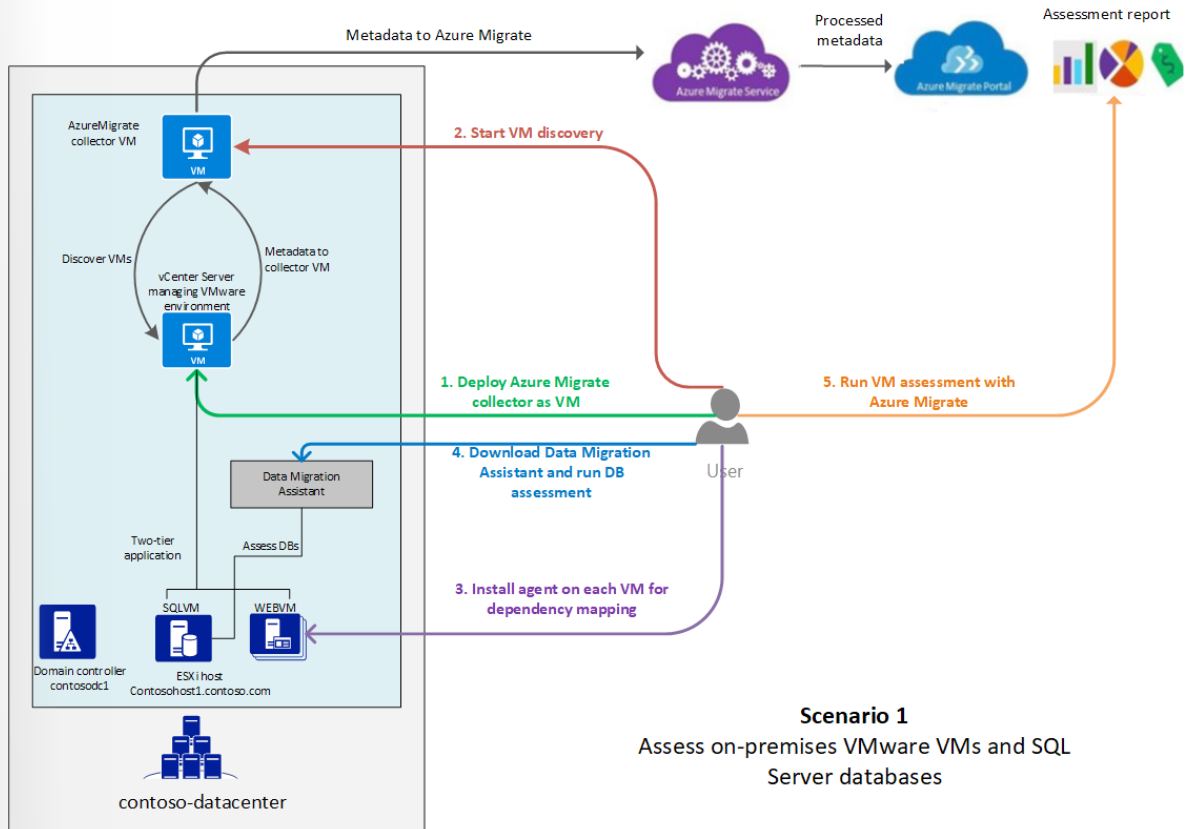 Assessment report
Processed
metadata
Metadata to Azure Migrate
Azure Migrate Service
Azure Migrate Portal
AzureMigrate
collector VM
VM
2. Start VM discovery
Discover VMs
Metadata to
collector VM
vCenter Server
managing VMware
environment
VM
1. Deploy Azure Migrate
collector as VM
5. Run VM assessment with
Azure Migrate
4. Download Data Migration
Assistant and run DB
assessment
User
Data Migration
Assistant
Two-tier
application
Assess DBs
3. Install agent on each VM for
dependency mapping
SQLVM
WEBVM
Domain controller
contosodc1
ESXi host
Contosohost1.contoso.com
Scenario 1
Assess on-premises VMware VMs and SQL
Server databases
contoso-datacenter